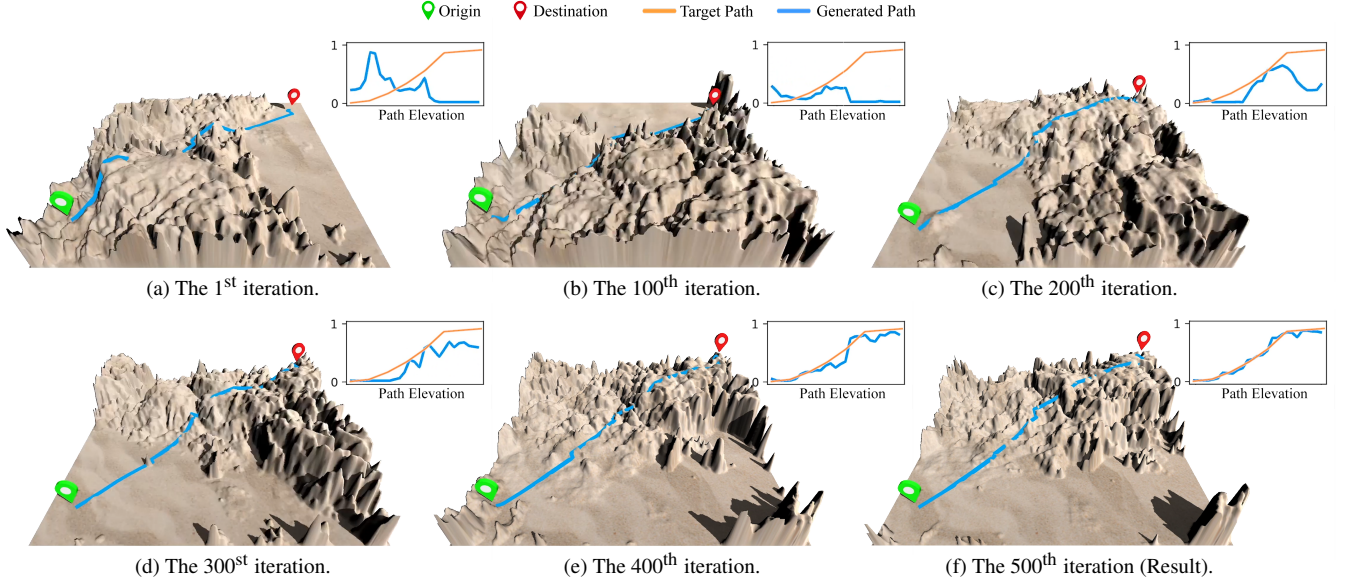 Origin Destination Target Path Generated Path
1
0
Path Elevation
1
0
Path Elevation
1
0
Path Elevation
(a) The 1st iteration.
(b) The 100th iteration.
(c) The 200th iteration.
1
0
Path Elevation
1
0
Path Elevation
1
0
Path Elevation
(d) The 300st iteration.
(e) The 400th iteration.
(f) The 500th iteration (Result).